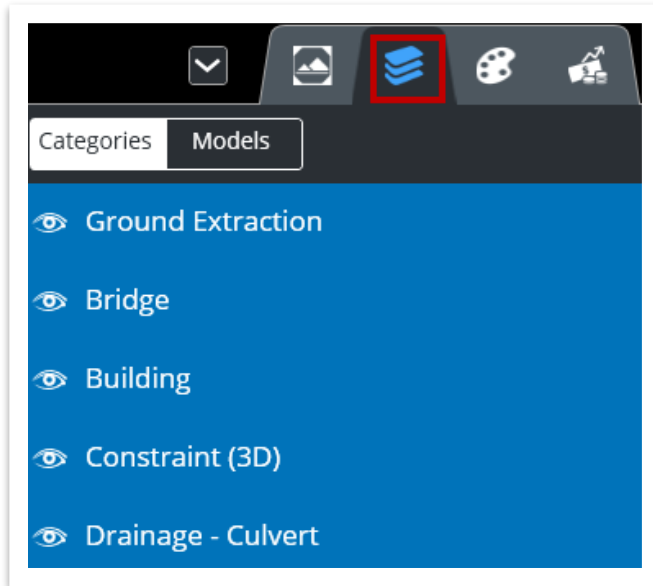 Categories Models
Ground Extraction
Bridge
Building
Constraint (3D)
Drainage - Culvert